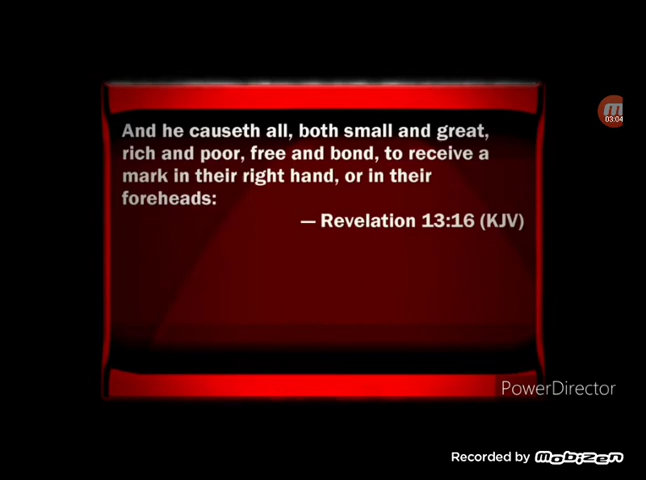 And he causeth all, both small and great,
rich and poor, free and bond, to receive a
mark in their right hand, or in their
foreheads:
— Revelation 13:16 (KJV)
03:04
PowerDirector
Recorded by mobizen